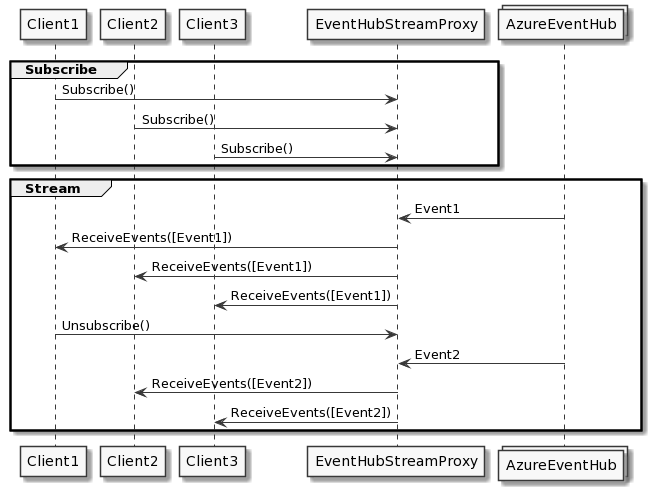 Client1 Client2 Client3 EventHubStreamProxy AzureEventHub
Subscribe
Subscribe()
Subscribe()
Subscribe()
Stream
Event1
ReceiveEvents([Event1])
ReceiveEvents([Event1])
ReceiveEvents([Event1])
Unsubscribe()
Event2
ReceiveEvents([Event2])
ReceiveEvents([Event2])
Client1 Client2 Client3 EventHubStreamProxy AzureEventHub